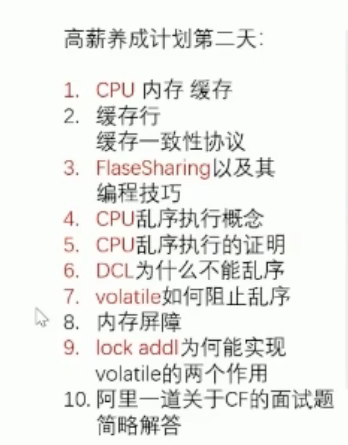 高薪养成计划第二天:
1. CPU 内存 缓存
2. 缓存行
缓存一致性协议
3. FlaseSharing以及其
编程技巧
4. CPU乱序执行概念
5. CPU乱序执行的证明
6. DCL为什么不能乱序
7. volatile如何阻止乱序
8. 内存屏障
9. lock addl为何能实现
volatile的两个作用
10. 阿里一道关于CF的面试题
简略解答